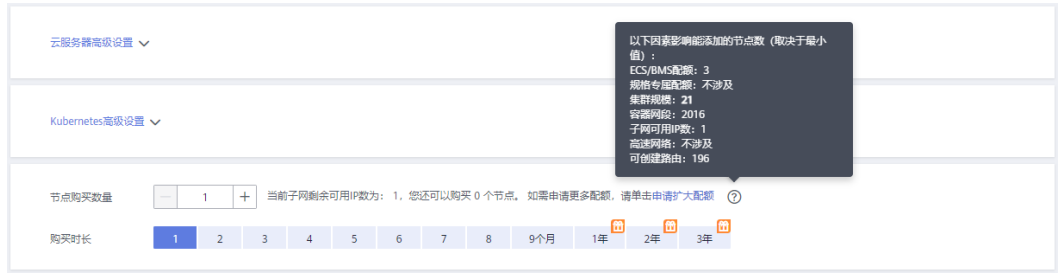 云服务器高级设置
以下因素影响能添加的节点数（取决于最小
值）:
ECS/BMS配额：3
规格专属配额：不涉及
集群规模：21
容器网段：2016
子网可用IP数：1
高速网络：不涉及
可创建路由：196
Kubernetes高级设置
节点购买数量 — 1 + 当前子网剩余可用IP数为： 1，您还可以购买 0 个节点。 如需申请更多配额，请单击申请扩大配额 ?
购买时长 1 2 3 4 5 6 7 8 9个月 1年 2年 3年